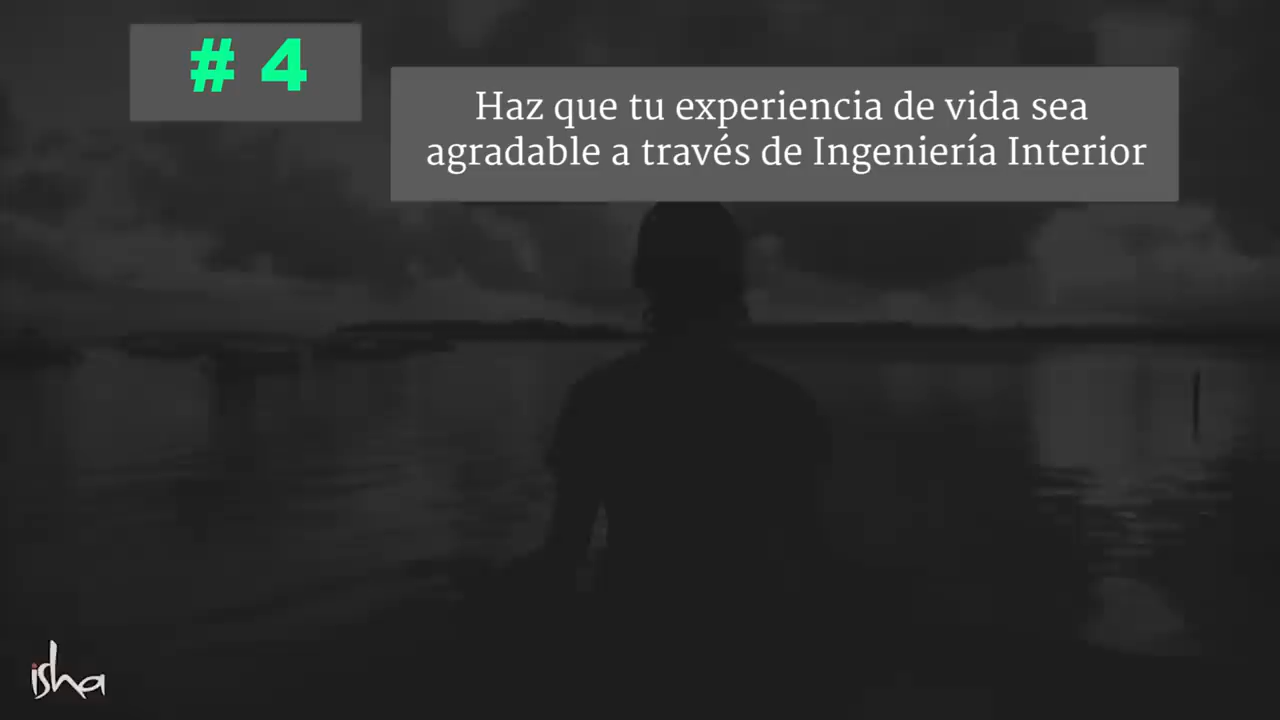 # 4
Haz que tu experiencia de vida sea
agradable a través de Ingeniería Interior
isha